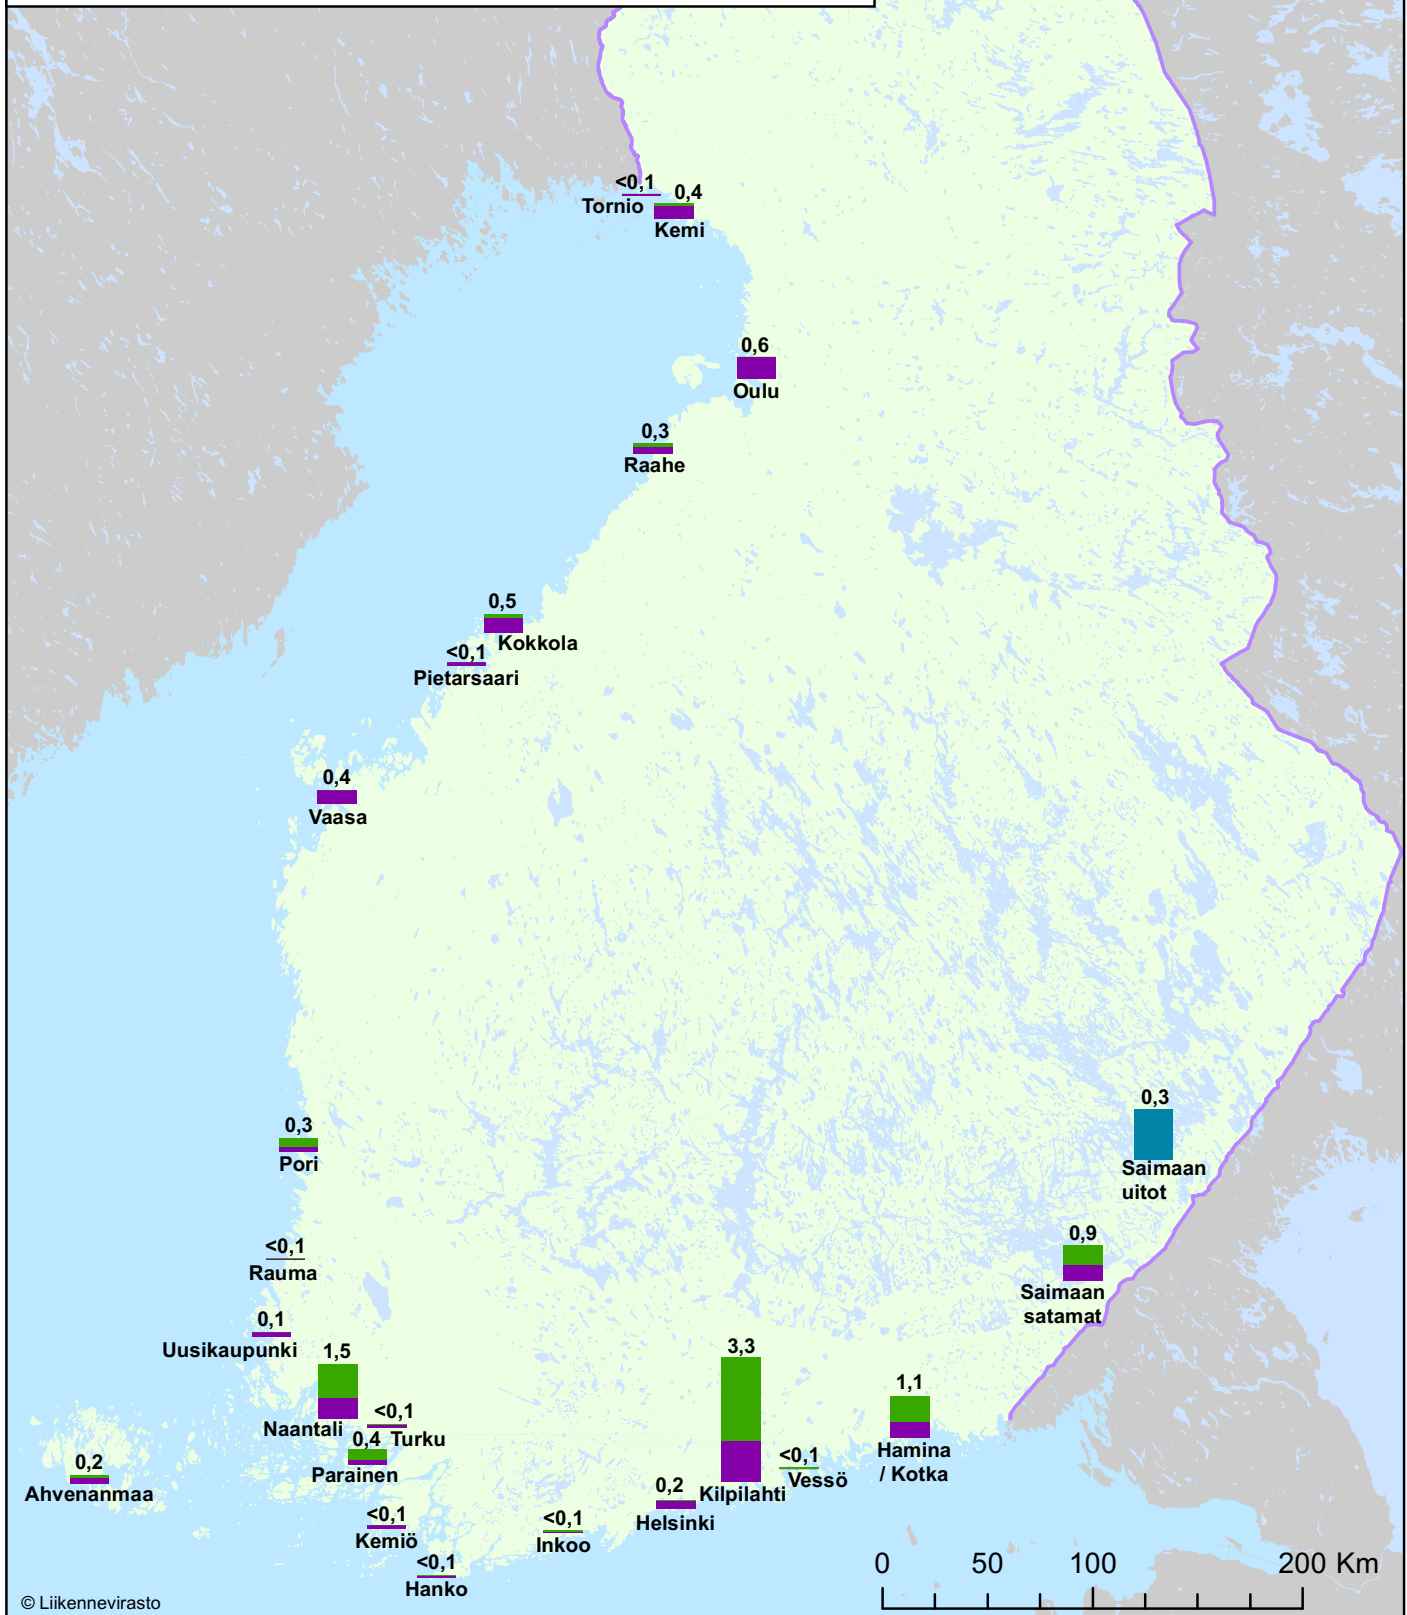 <0,1
Tornio
0,4
Kemi
0,6
Oulu
0,3
Raahe
0,5
Kokkola
<0,1
Pietarsaari
0,4
Vaasa
0,3
Saimaan
uitot
0,3
Pori
0,9
Saimaan
satamat
<0,1
Rauma
0,1
Uusikaupunki
1,5
Naantali
<0,1
Turku
0,4
Parainen
0,2
Ahvenanmaa
<0,1
Kemiö
<0,1
Hanko
<0,1
Inkoo
0,2
Helsinki
3,3
Kilpilahti
<0,1
Vessö
1,1
Hamina
/ Kotka
0 50 100 200 Km
© Liikennevirasto